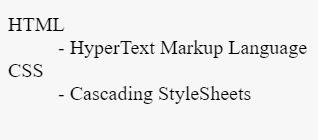 HTML
- HyperText Markup Language
CSS
- Cascading StyleSheets